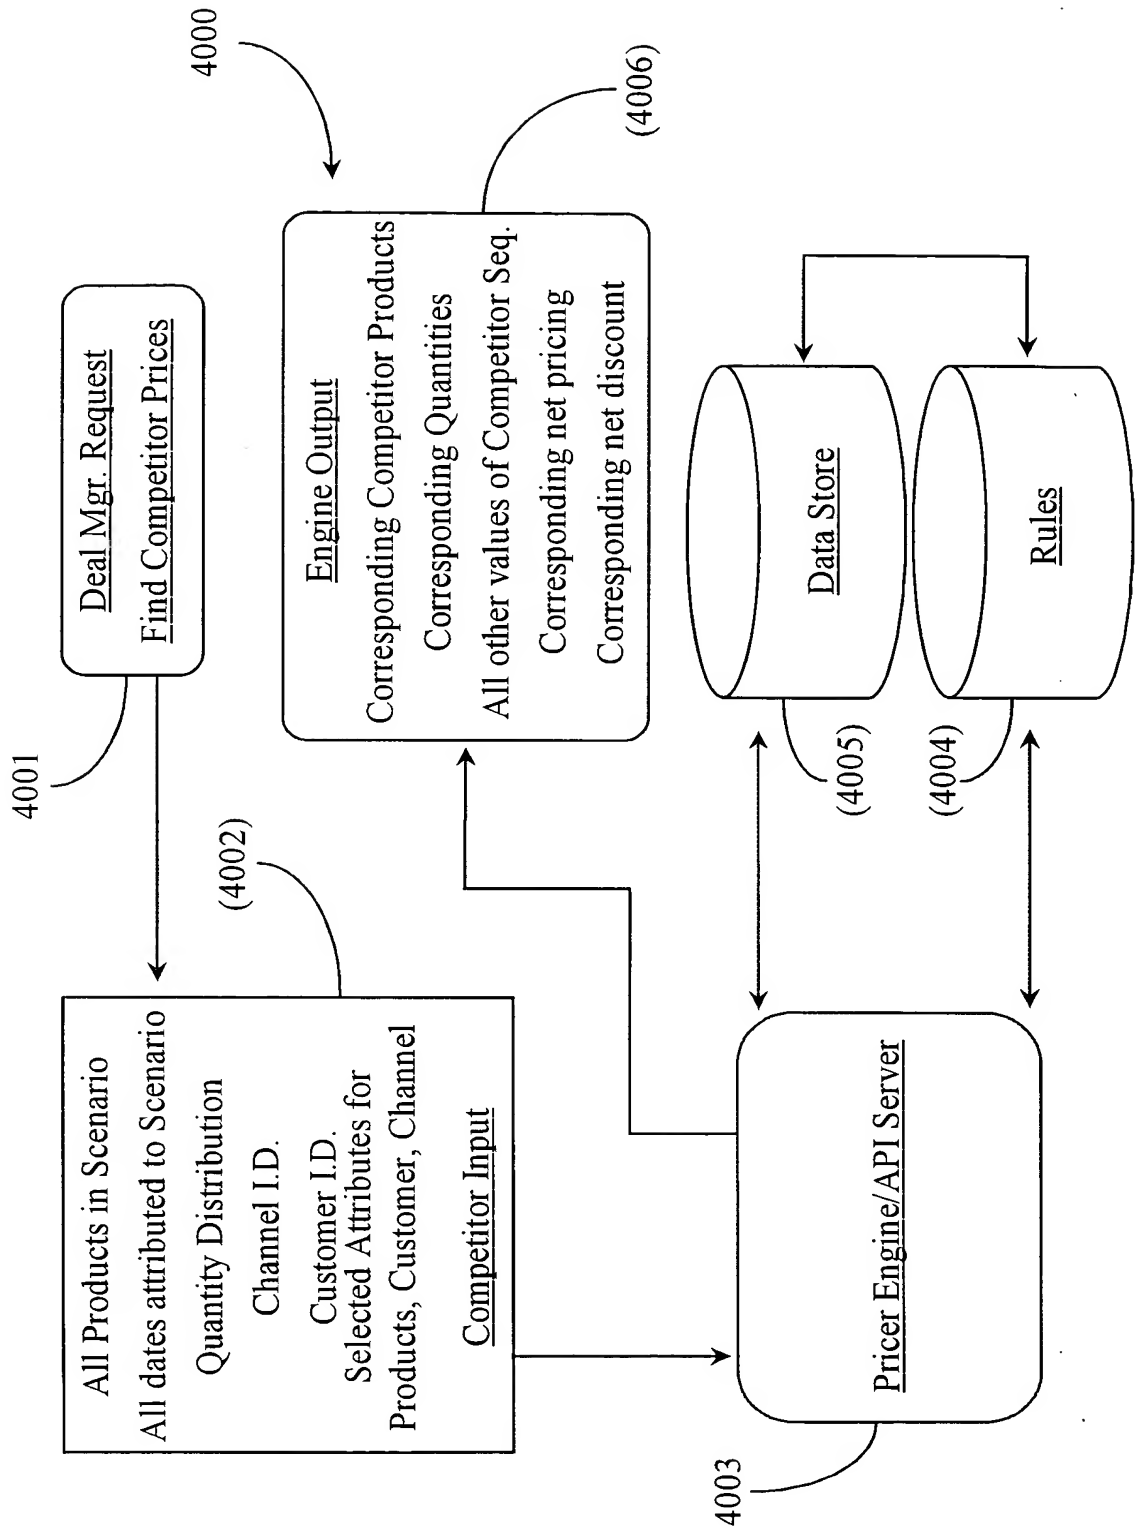 4000
4001
Deal Mgr. Request
Find Competitor Prices
(4002)
All Products in Scenario
All dates attributed to Scenario
Quantity Distribution
Channel I.D.
Customer I.D.
Selected Attributes for
Products, Customer, Channel
Competitor Input
(4006)
Engine Output
Corresponding Competitor Products
Corresponding Quantities
All other values of Competitor Seq.
Corresponding net pricing
Corresponding net discount
4003
Pricer Engine/API Server
(4005)
Data Store
(4004)
Rules